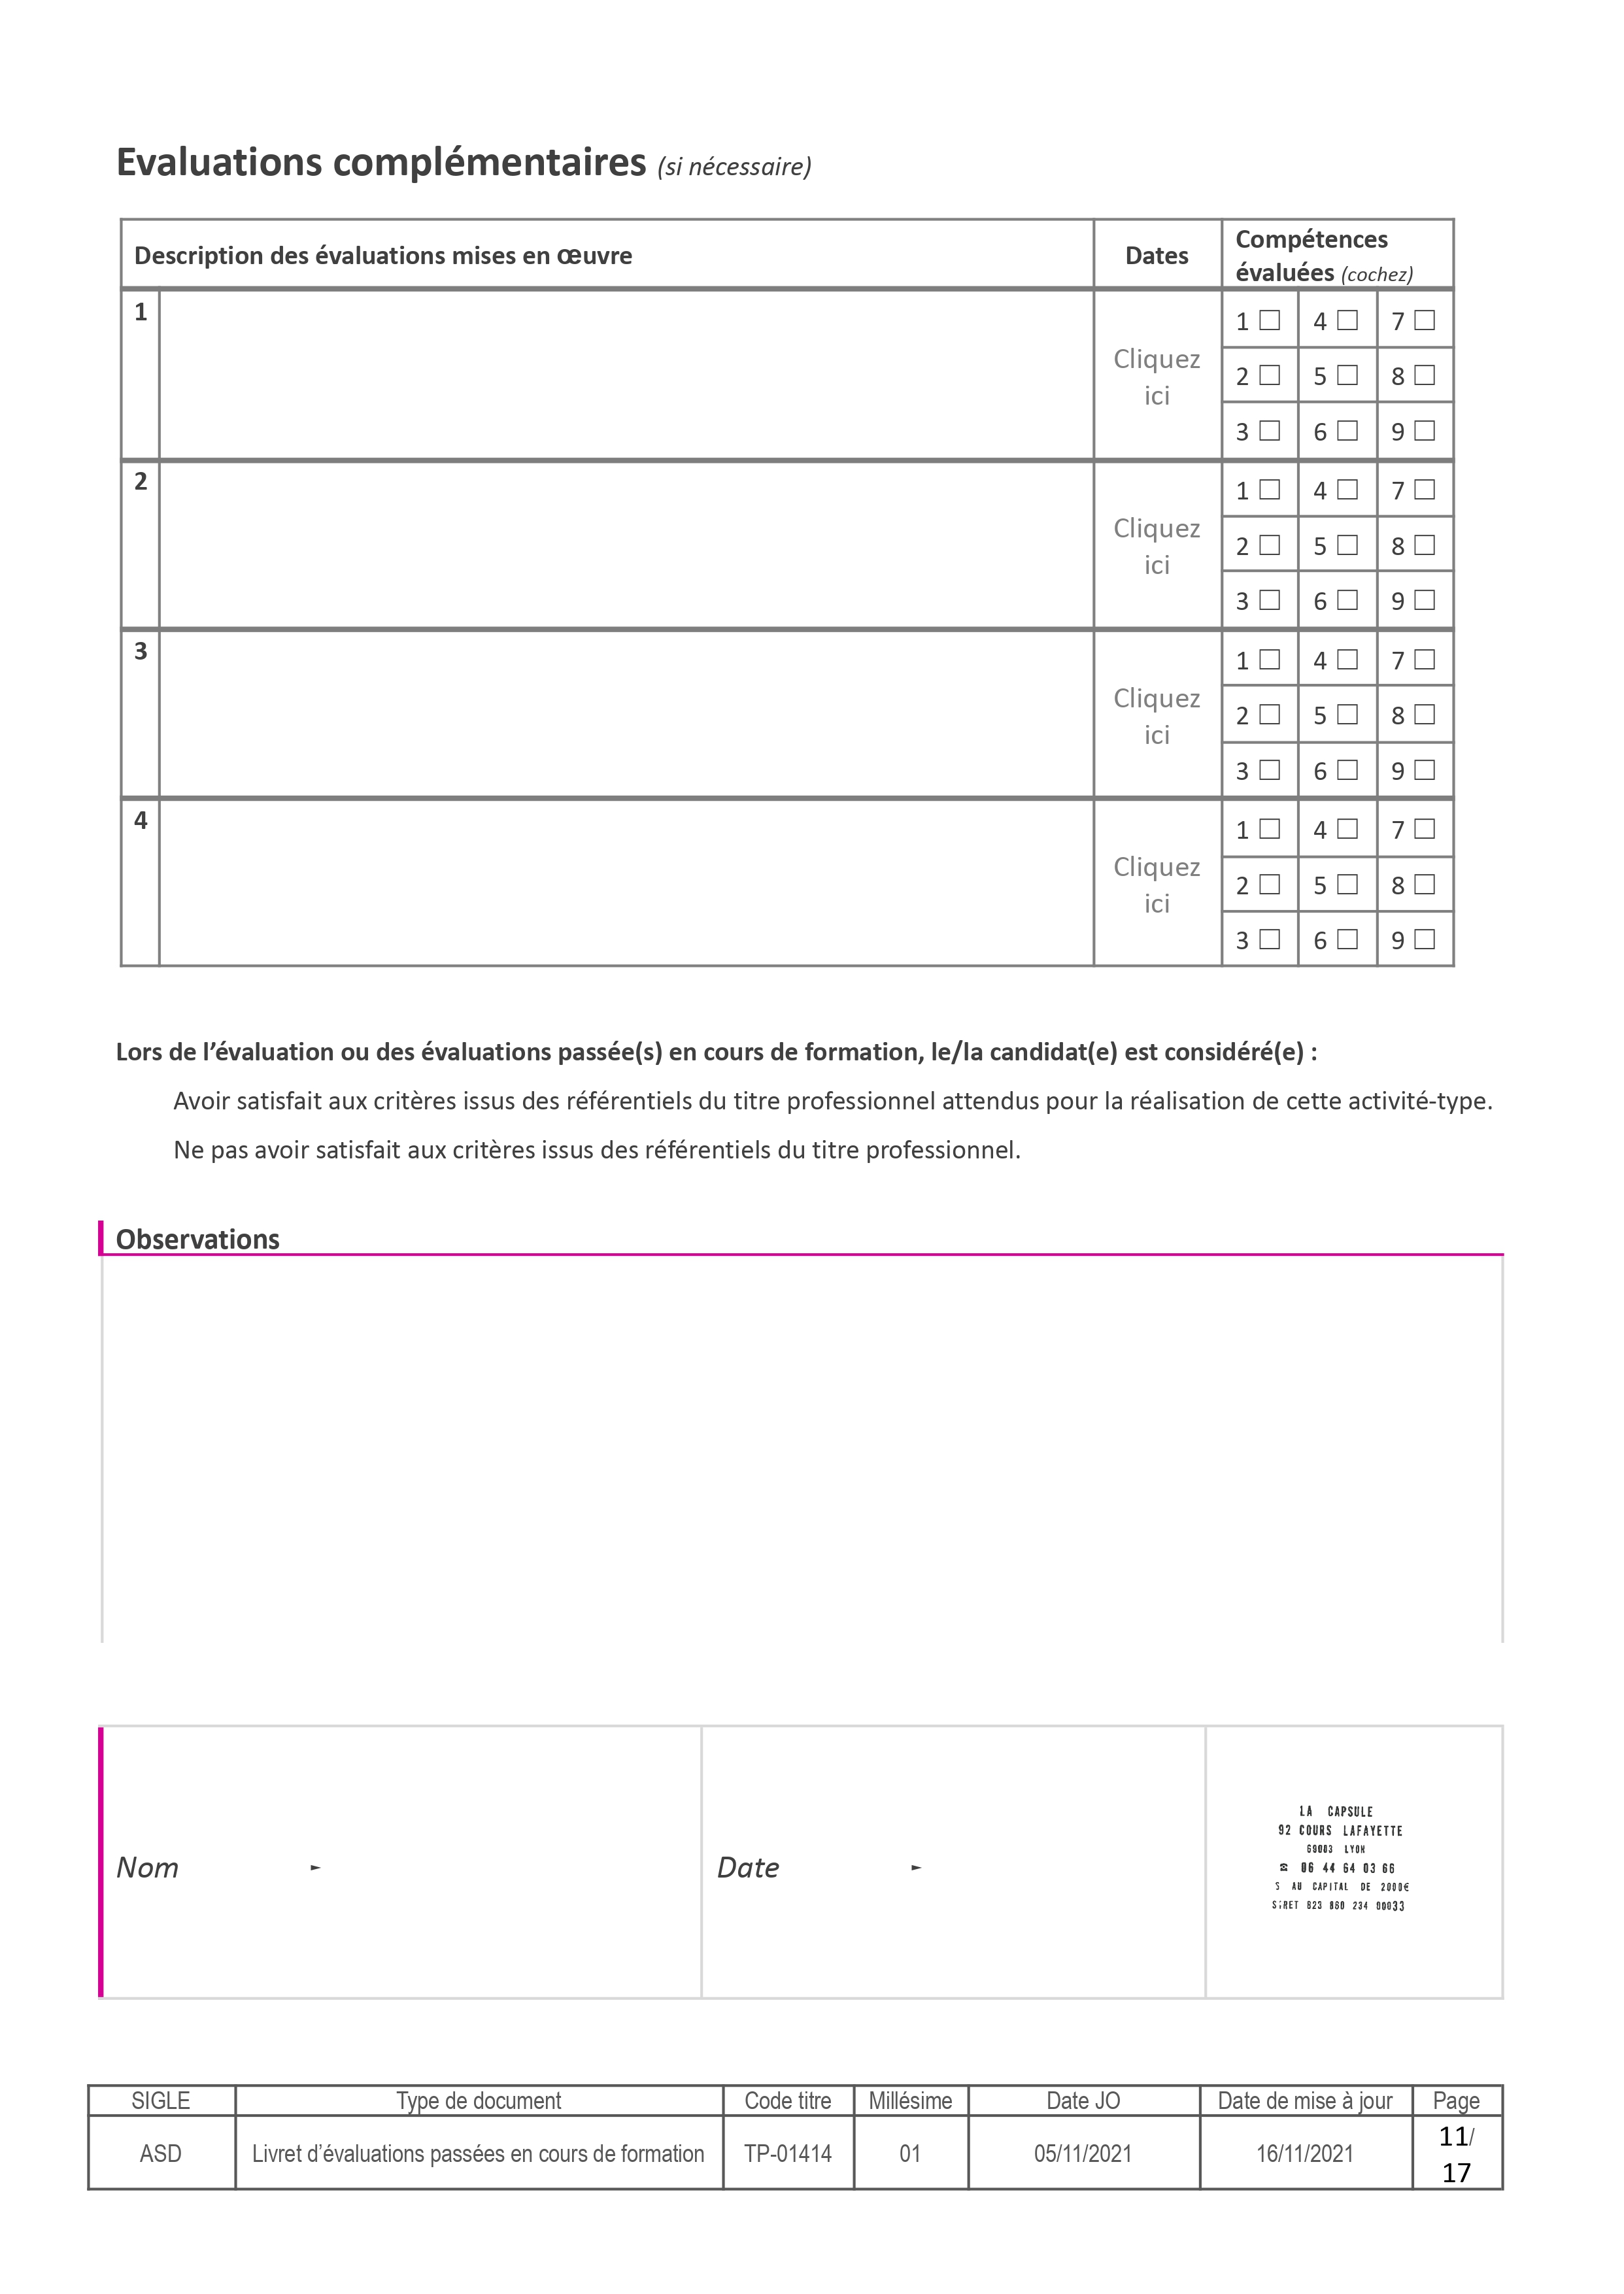 Evaluations complémentaires (si nécessaire)
Description des évaluations mises en œuvre
Dates
Compétences
évaluées (cochez)
1
Cliquez
ici
1 ☐ 4 ☐ 7 ☐
2 ☐ 5 ☐ 8 ☐
3 ☐ 6 ☐ 9 ☐
2
Cliquez
ici
1 ☐ 4 ☐ 7 ☐
2 ☐ 5 ☐ 8 ☐
3 ☐ 6 ☐ 9 ☐
3
Cliquez
ici
1 ☐ 4 ☐ 7 ☐
2 ☐ 5 ☐ 8 ☐
3 ☐ 6 ☐ 9 ☐
4
Cliquez
ici
1 ☐ 4 ☐ 7 ☐
2 ☐ 5 ☐ 8 ☐
3 ☐ 6 ☐ 9 ☐
Lors de l’évaluation ou des évaluations passée(s) en cours de formation, le/la candidat(e) est considéré(e) :
Avoir satisfait aux critères issus des référentiels du titre professionnel attendus pour la réalisation de cette activité-type.
Ne pas avoir satisfait aux critères issus des référentiels du titre professionnel.
Observations
Nom ►
Date ►
LA CAPSULE
92 COURS LAFAYETTE
69003 LYON
☎ 06 44 64 03 66
S AU CAPITAL DE 2000€
SIRET 823 860 234 00033
SIGLE Type de document Code titre Millésime Date JO Date de mise à jour Page
ASD Livret d’évaluations passées en cours de formation TP-01414 01 05/11/2021 16/11/2021 11/
17